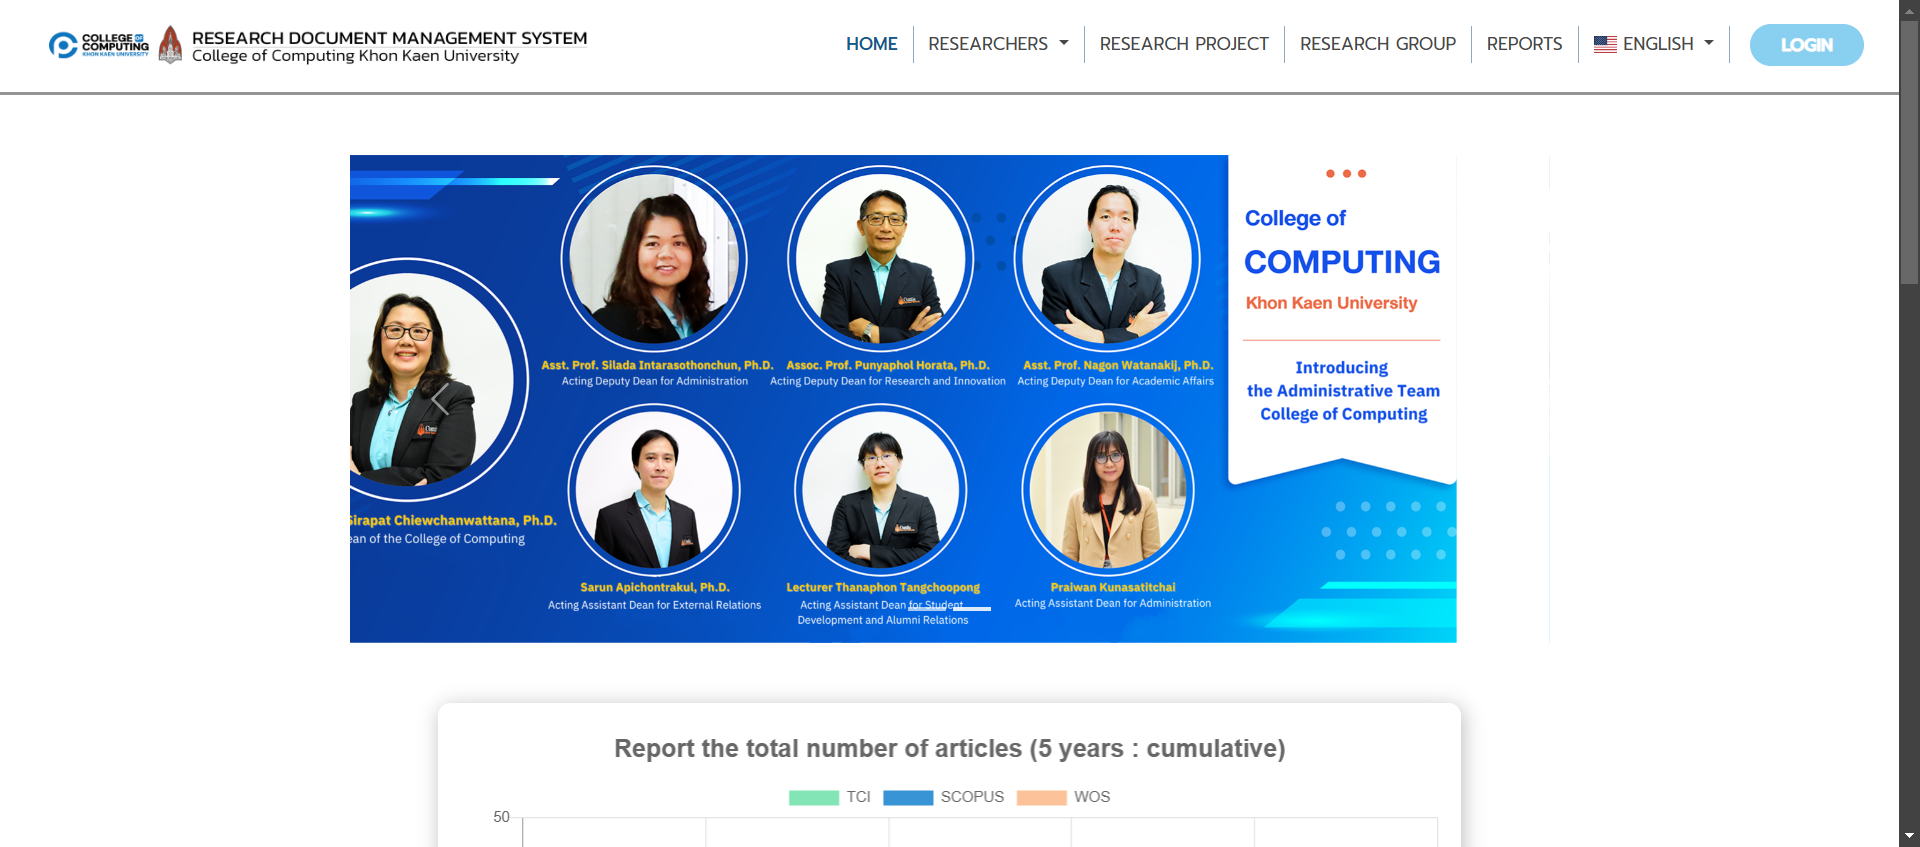 COLLEGE OF
COMPUTING
KHON KAEN UNIVERSITY
RESEARCH DOCUMENT MANAGEMENT SYSTEM
College of Computing Khon Kaen University
HOME
RESEARCHERS
RESEARCH PROJECT
RESEARCH GROUP
REPORTS
ENGLISH
LOGIN
College of
COMPUTING
Khon Kaen University
Introducing
the Administrative Team
College of Computing
Asst. Prof. Silada Intarasothonchun, Ph.D.
Acting Deputy Dean for Administration
Assoc. Prof. Punyaphol Horata, Ph.D.
Acting Deputy Dean for Research and Innovation
Asst. Prof. Nagon Watanakij, Ph.D.
Acting Deputy Dean for Academic Affairs
Sirapat Chiewchanwattana, Ph.D.
ean of the College of Computing
Sarun Apichontrakul, Ph.D.
Acting Assistant Dean for External Relations
Lecturer Thanaphon Tangchoopong
Acting Assistant Dean for Student
Development and Alumni Relations
Praiwan Kunasatitchai
Acting Assistant Dean for Administration
Report the total number of articles (5 years : cumulative)
TCI
SCOPUS
WOS
50